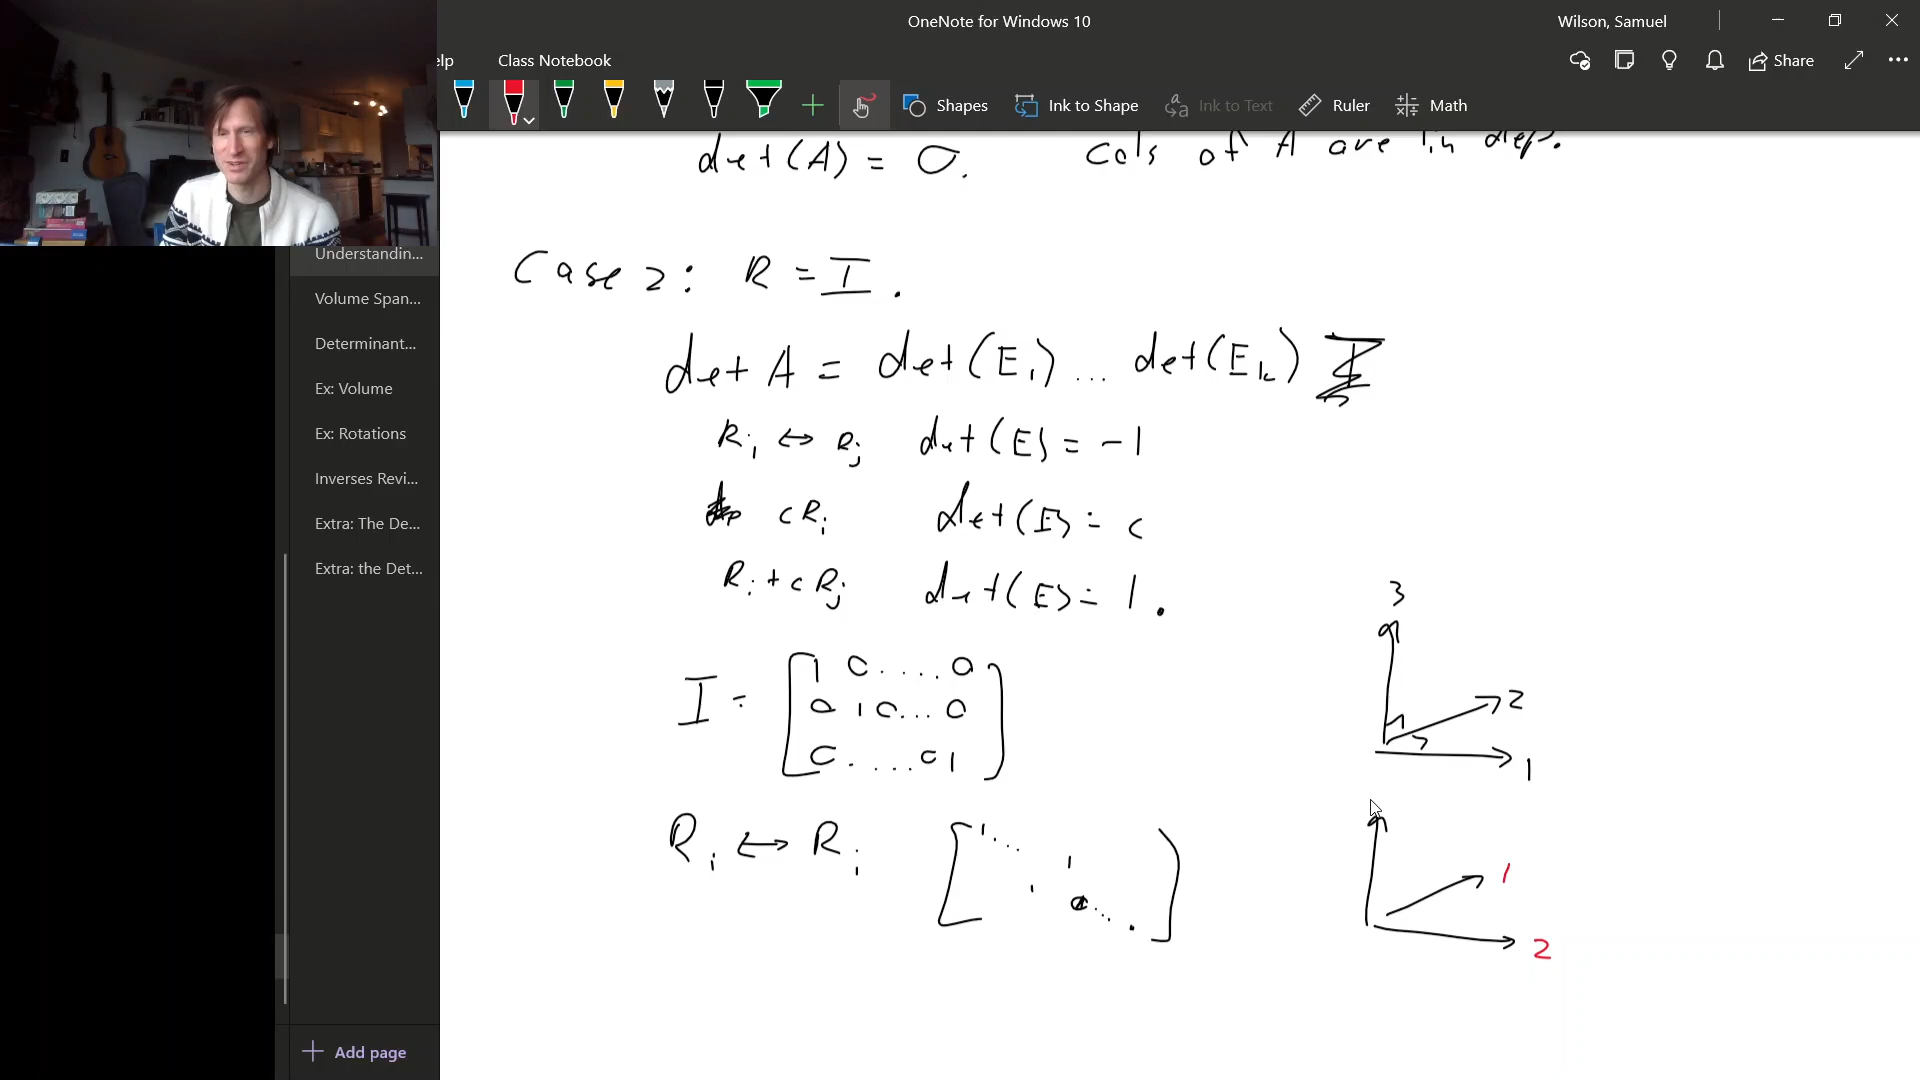 OneNote for Windows 10
Wilson, Samuel
elp
Class Notebook
Share
Shapes
Ink to Shape
Ink to Text
Ruler
Math
Understandin...
Volume Span...
Determinant...
Ex: Volume
Ex: Rotations
Inverses Revi...
Extra: The De...
Extra: the Det...
Add page
det(A) = 0.
Cols of A are lin dep.
Case 2: R = I.
det A = det(E₁)... det(Eₖ)
Rᵢ ↔ Rⱼ det(E) = -1
cRᵢ det(E) = c
Rᵢ + cRⱼ det(E) = 1.
I = [1 0.....0
0 1 0... 0
0.....0 1]
Rᵢ ↔ Rᵢ
3
2
1
1
2